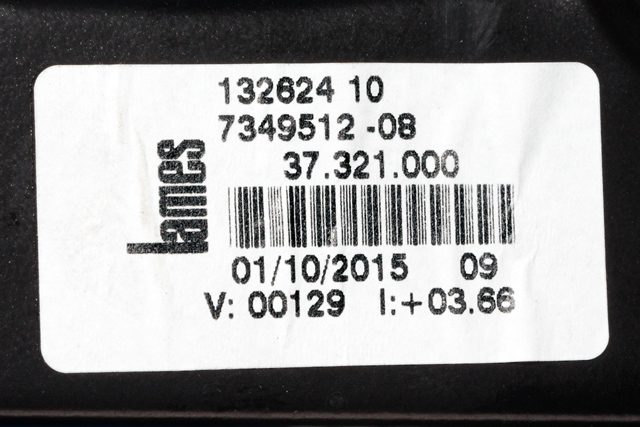 132624 10
7349512 -08
37.321.000
lames
01/10/2015 09
V: 00129 I:+03.66